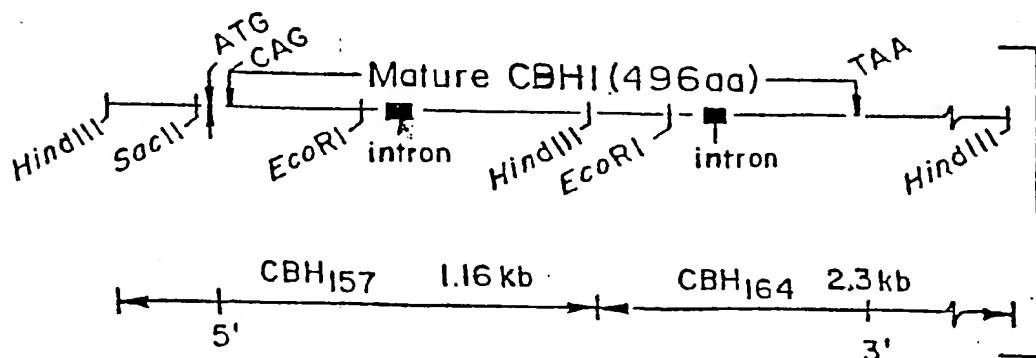 ATG
CAG
Mature CBHI (496aa)
TAA
HindIII
SacII
EcoRI
intron
HindIII
EcoRI
intron
HindIII
CBH157 1.16 kb
CBH164 2.3 kb
5'
3'